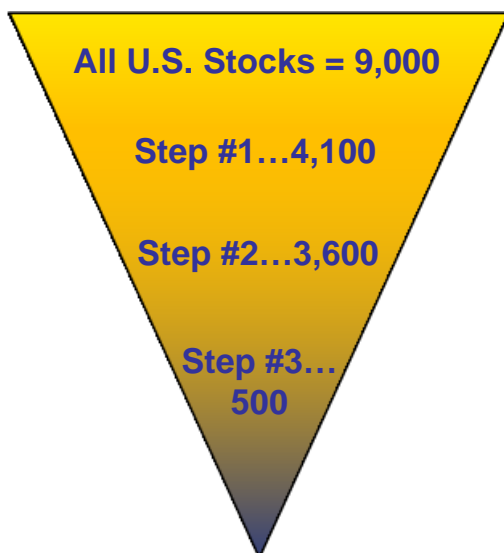 All U.S. Stocks = 9,000
Step #1…4,100
Step #2…3,600
Step #3…
500